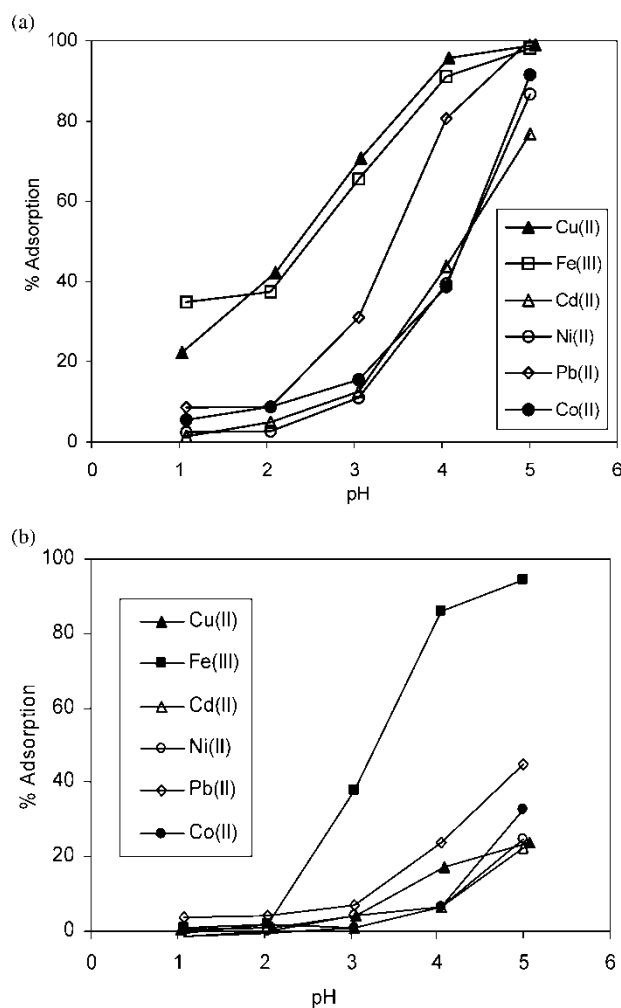 (a)
100
80
60
40
20
0
% Adsorption
Cu(II)
Fe(III)
Cd(II)
Ni(II)
Pb(II)
Co(II)
0 1 2 3 4 5 6
pH
(b)
100
80
60
40
20
0
% Adsorption
Cu(II)
Fe(III)
Cd(II)
Ni(II)
Pb(II)
Co(II)
0 1 2 3 4 5 6
pH